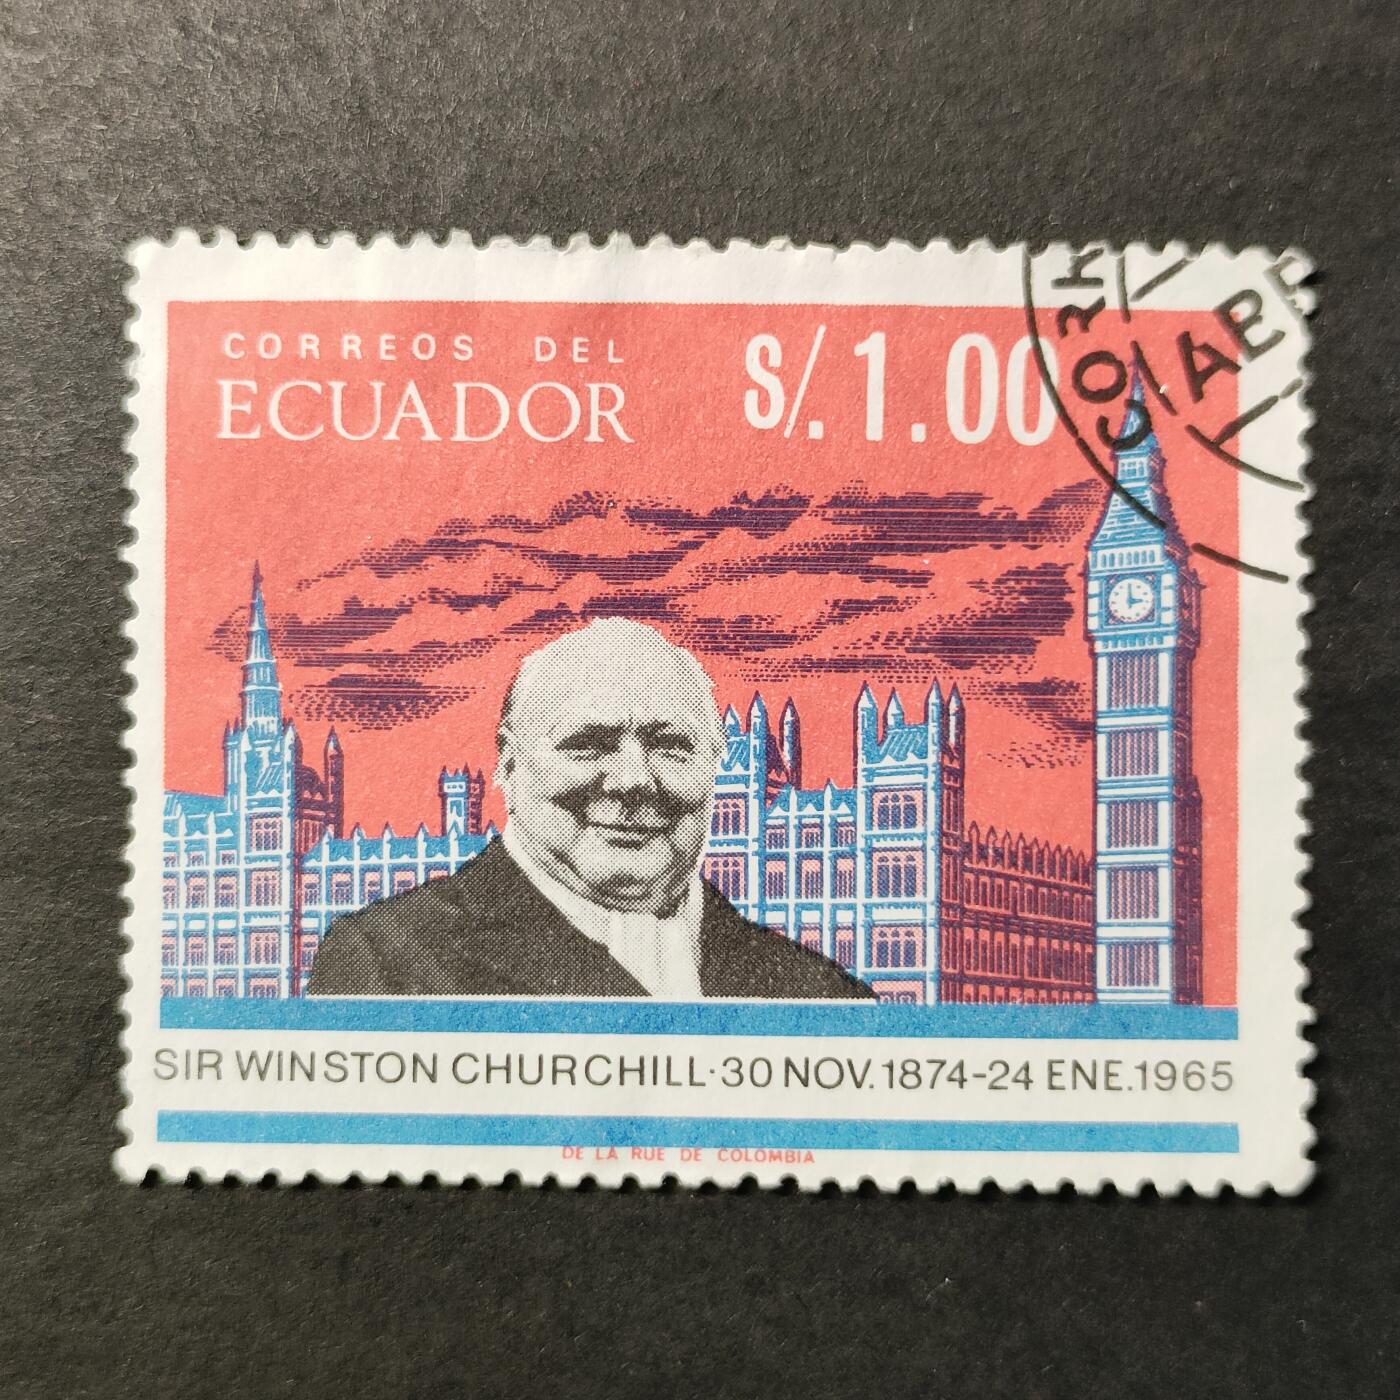 CORREOS DEL
ECUADOR
S/.1.00
SIR WINSTON CHURCHILL·30 NOV.1874-24 ENE.1965
DE LA RUE DE COLOMBIA